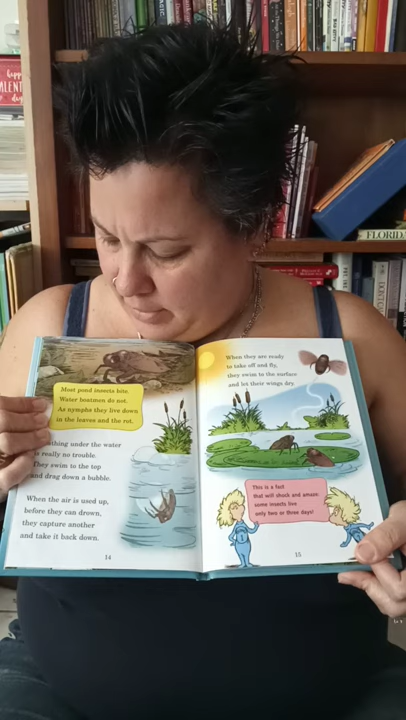 happy
FLORIDA
Most pond insects bite.
Water boatmen do not.
As nymphs they live down
in the leaves and the rot.
thing under the water
is really no trouble.
They swim to the top
and drag down a bubble.
When the air is used up,
before they can drown,
they capture another
and take it back down.
14
When they are ready
to take off and fly,
they swim to the surface
and let their wings dry.
This is a fact
that will shock and amaze:
some insects live
only two or three days!
15